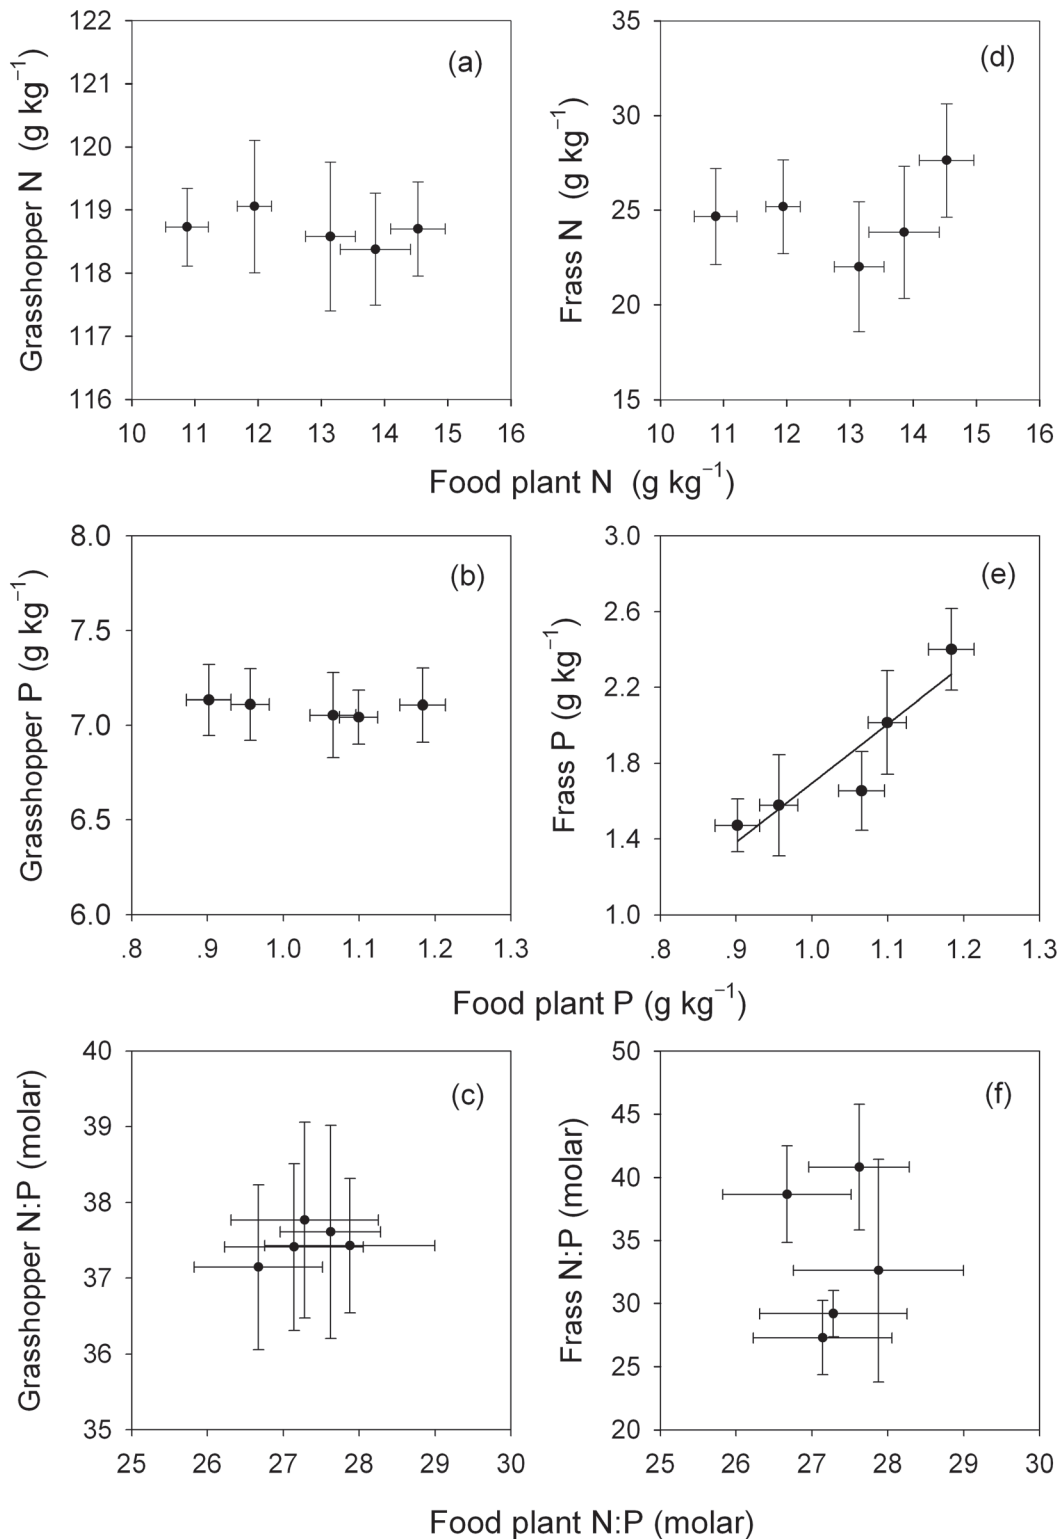 Grasshopper N (g kg⁻¹)
122
121
120
119
118
117
116
(a)
10 11 12 13 14 15 16
Frass N (g kg⁻¹)
35
30
25
20
15
(d)
10 11 12 13 14 15 16
Food plant N (g kg⁻¹)
Grasshopper P (g kg⁻¹)
8.0
7.5
7.0
6.5
6.0
(b)
.8 .9 1.0 1.1 1.2 1.3
Frass P (g kg⁻¹)
3.0
2.6
2.2
1.8
1.4
1.0
(e)
.8 .9 1.0 1.1 1.2 1.3
Food plant P (g kg⁻¹)
Grasshopper N:P (molar)
40
39
38
37
36
35
(c)
25 26 27 28 29 30
Frass N:P (molar)
50
45
40
35
30
25
20
(f)
25 26 27 28 29 30
Food plant N:P (molar)